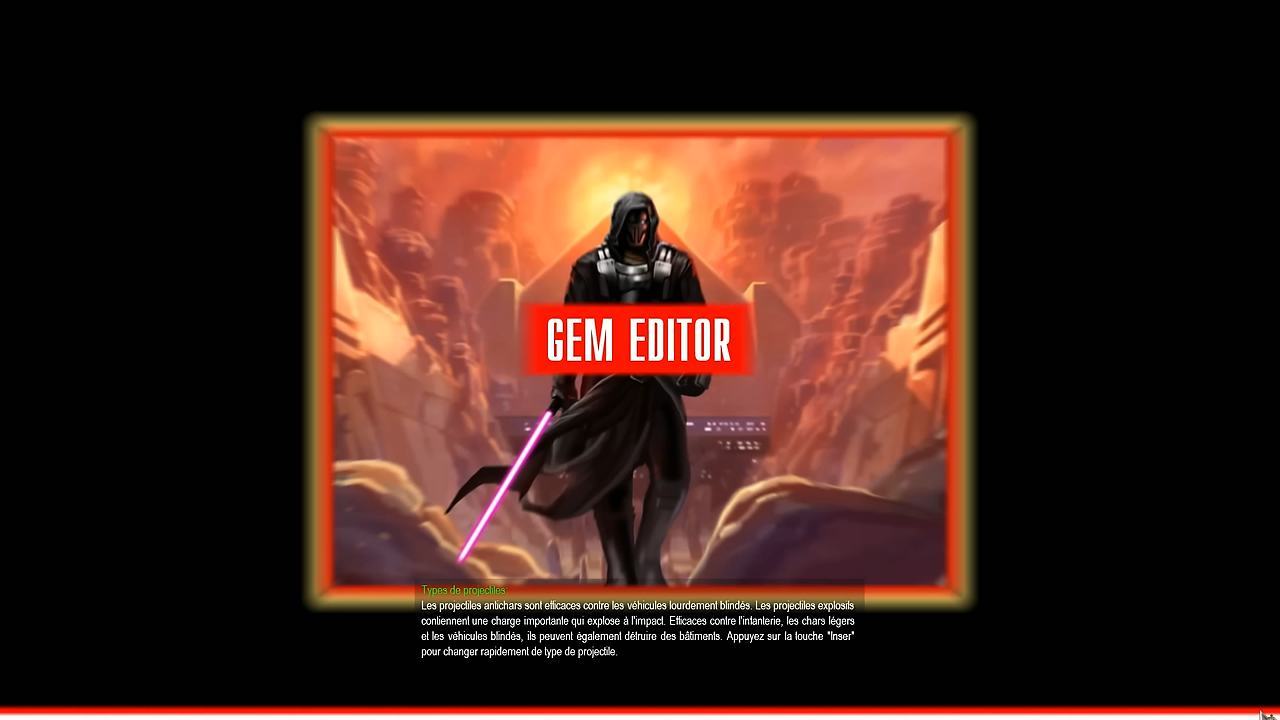 GEM EDITOR
Types de projectiles
Les projectiles antichars sont efficaces contre les véhicules lourdement blindés. Les projectiles explosifs
contiennent une charge importante qui explose à l'impact. Efficaces contre l'infanterie, les chars légers
et les véhicules blindés, ils peuvent également détruire des bâtiments. Appuyez sur la touche "Inser"
pour changer rapidement de type de projectile.